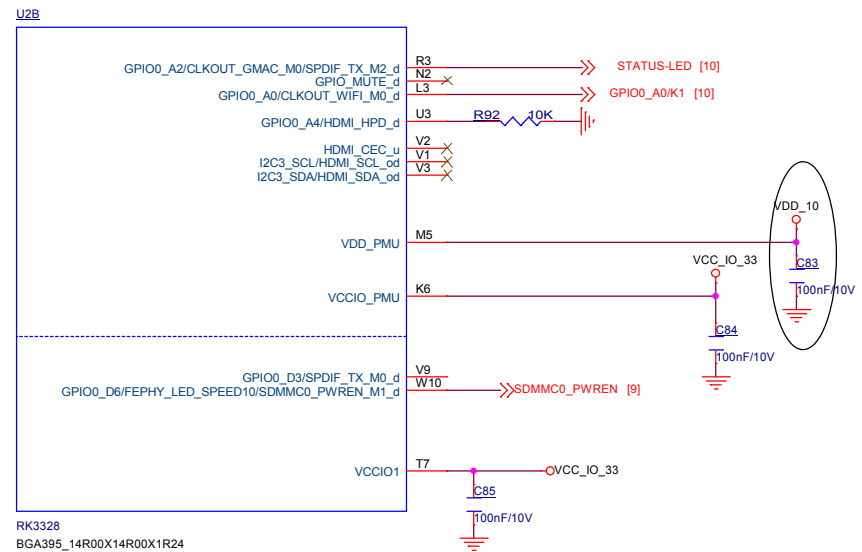 U2B
GPIO0_A2/CLKOUT_GMAC_M0/SPDIF_TX_M2_d R3 STATUS-LED [10]
GPIO_MUTE_d N2
GPIO0_A0/CLKOUT_WIFI_M0_d L3 GPIO0_A0/K1 [10]
GPIO0_A4/HDMI_HPD_d U3 R92 10K
HDMI_CEC_u V2
I2C3_SCL/HDMI_SCL_od V1
I2C3_SDA/HDMI_SDA_od V3
VDD_10
VDD_PMU M5
VCC_IO_33 C83
VCCIO_PMU K6 100nF/10V
C84
100nF/10V
GPIO0_D3/SPDIF_TX_M0_d V9
GPIO0_D6/FEPHY_LED_SPEED10/SDMMC0_PWREN_M1_d W10 SDMMC0_PWREN [9]
VCCIO1 T7 VCC_IO_33
C85
100nF/10V
RK3328
BGA395_14R00X14R00X1R24